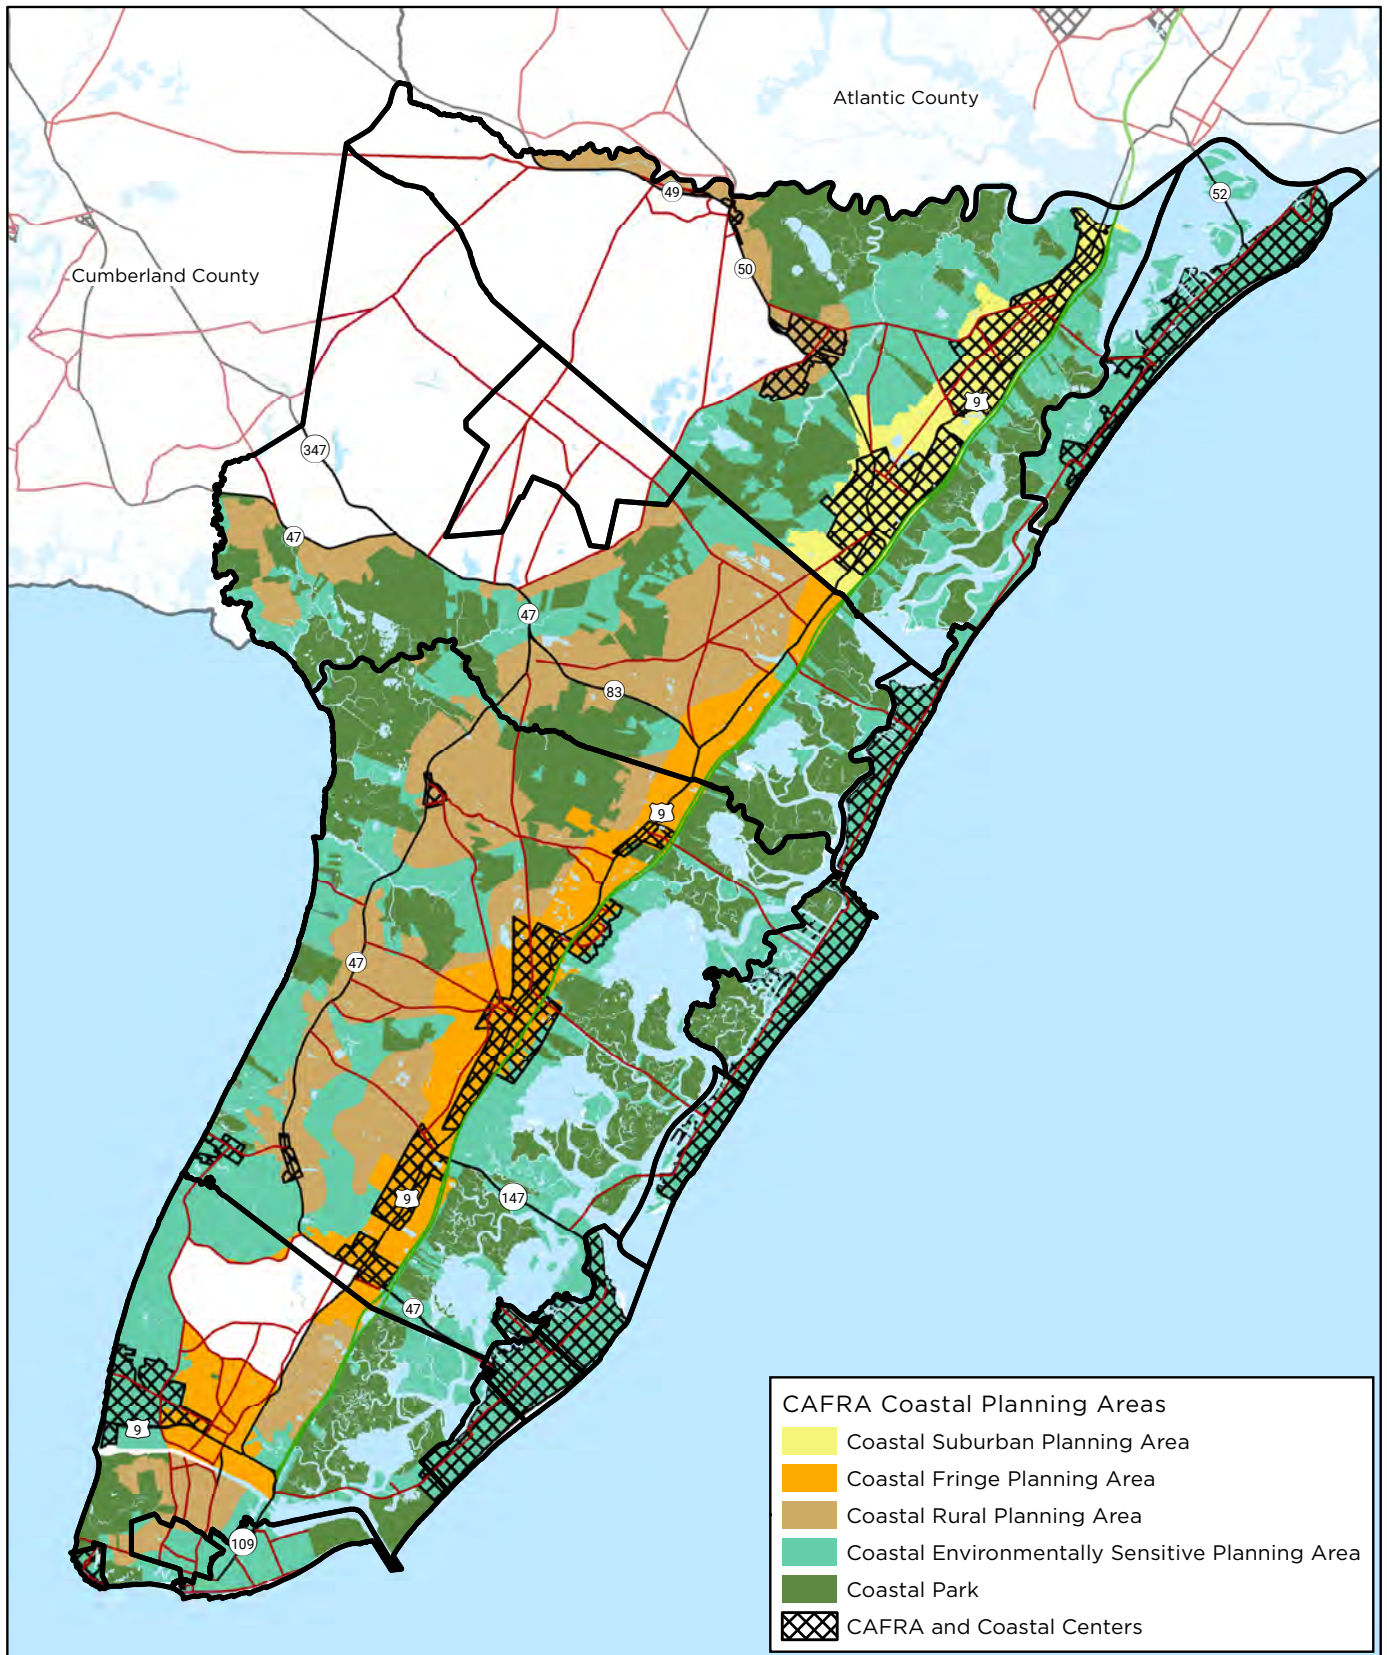 Atlantic County
52
49
50
Cumberland County
9
347
47
47
83
9
47
147
9
47
9
109
CAFRA Coastal Planning Areas
Coastal Suburban Planning Area
Coastal Fringe Planning Area
Coastal Rural Planning Area
Coastal Environmentally Sensitive Planning Area
Coastal Park
CAFRA and Coastal Centers